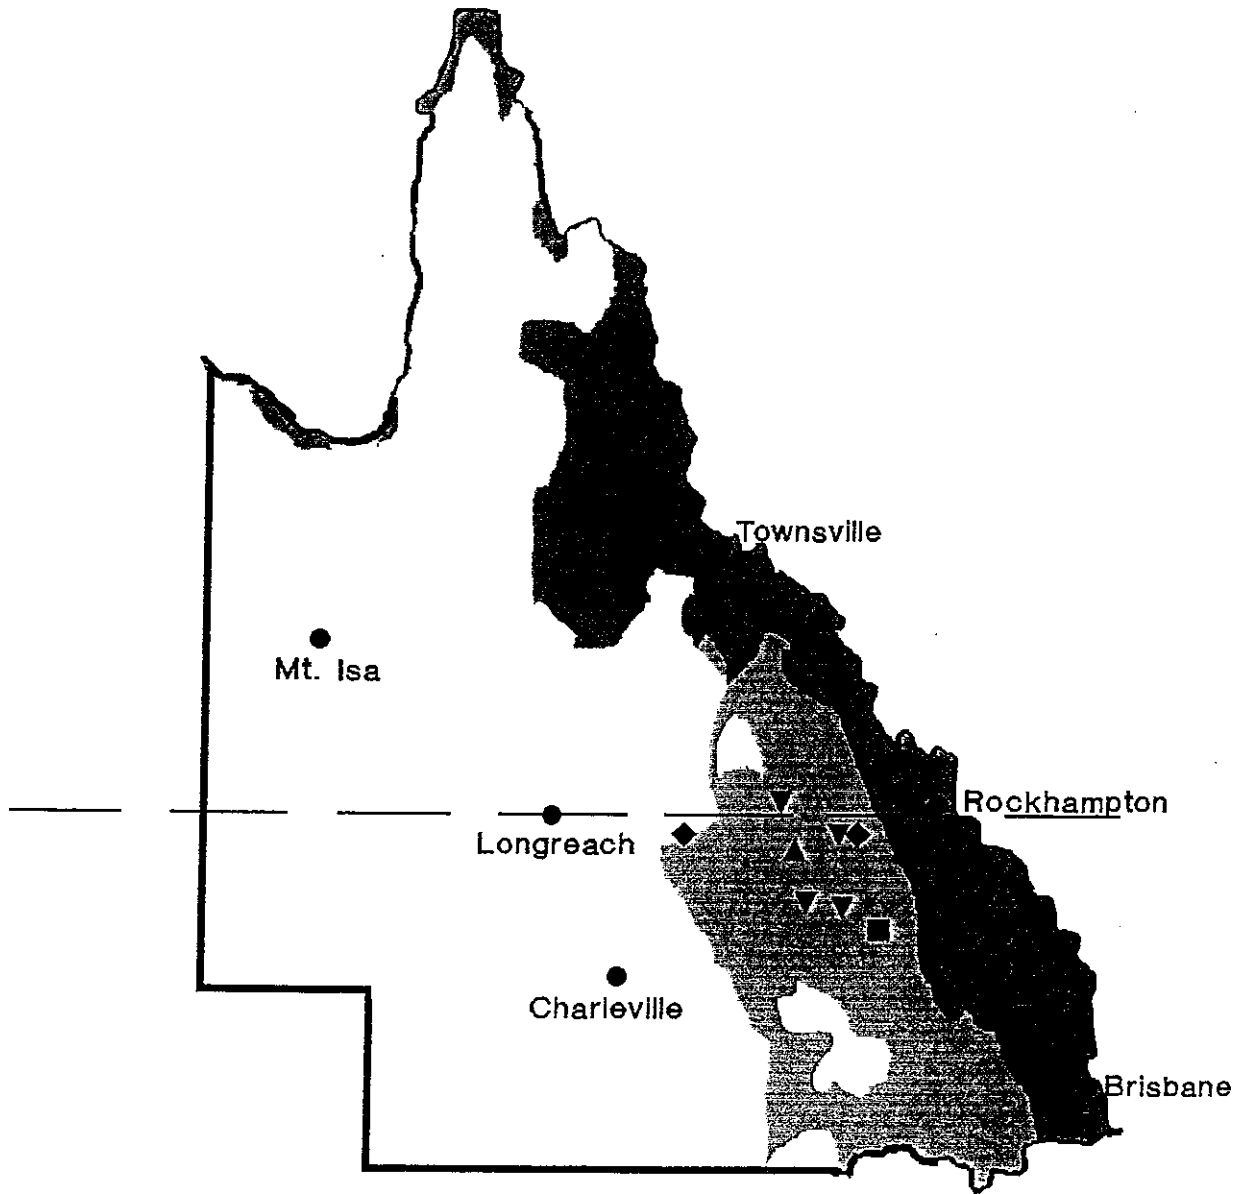 Townsville
Mt. Isa
Rockhampton
Longreach
Charleville
Brisbane